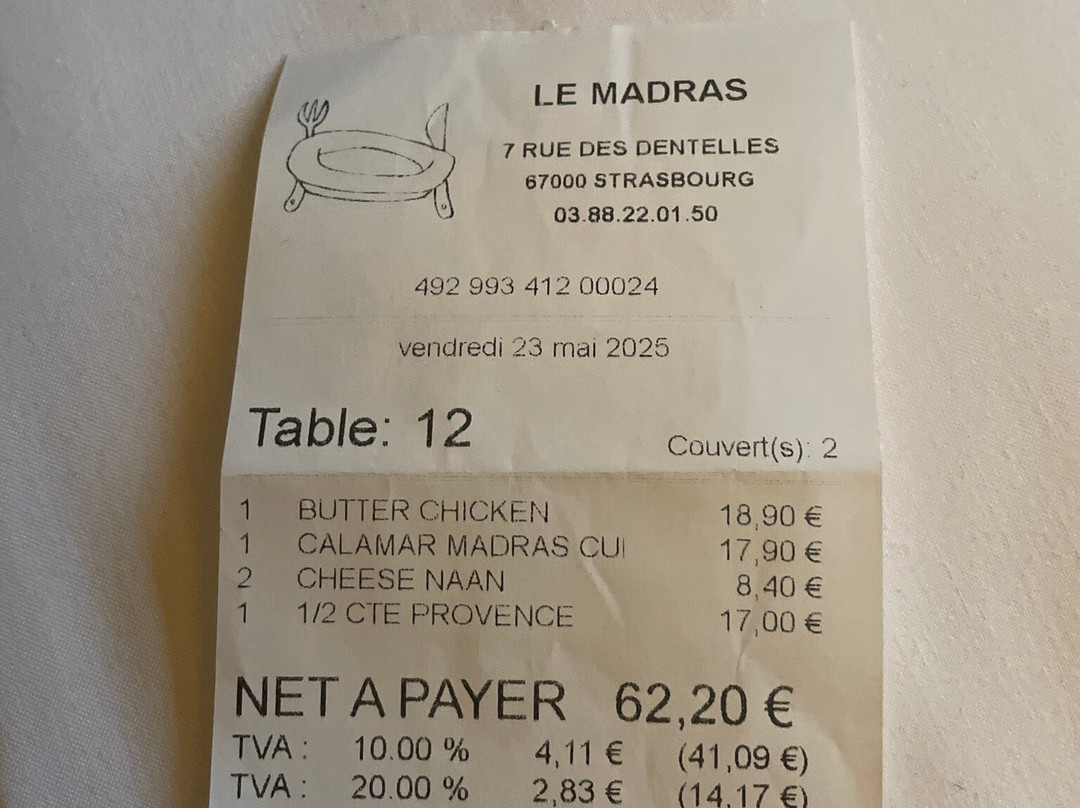 LE MADRAS
7 RUE DES DENTELLES
67000 STRASBOURG
03.88.22.01.50
492 993 412 00024
vendredi 23 mai 2025
Table: 12 Couvert(s): 2
1 BUTTER CHICKEN 18,90 €
1 CALAMAR MADRAS CUI 17,90 €
2 CHEESE NAAN 8,40 €
1 1/2 CTE PROVENCE 17,00 €
NET A PAYER 62,20 €
TVA : 10.00 % 4,11 € (41,09 €)
TVA : 20.00 % 2,83 € (14,17 €)